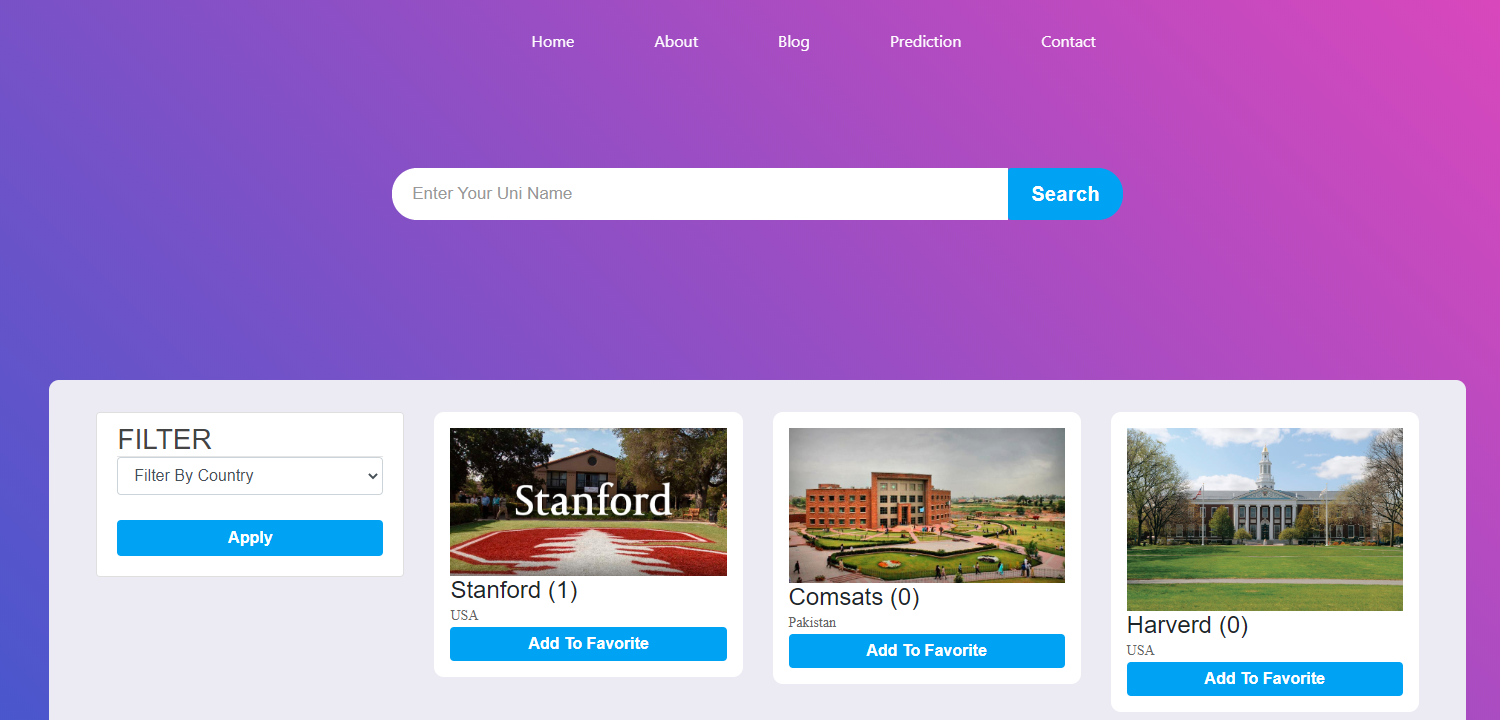 Home About Blog Prediction Contact
Enter Your Uni Name Search
FILTER
Filter By Country
Apply
Stanford
Stanford (1)
USA
Add To Favorite
Comsats (0)
Pakistan
Add To Favorite
Harverd (0)
USA
Add To Favorite